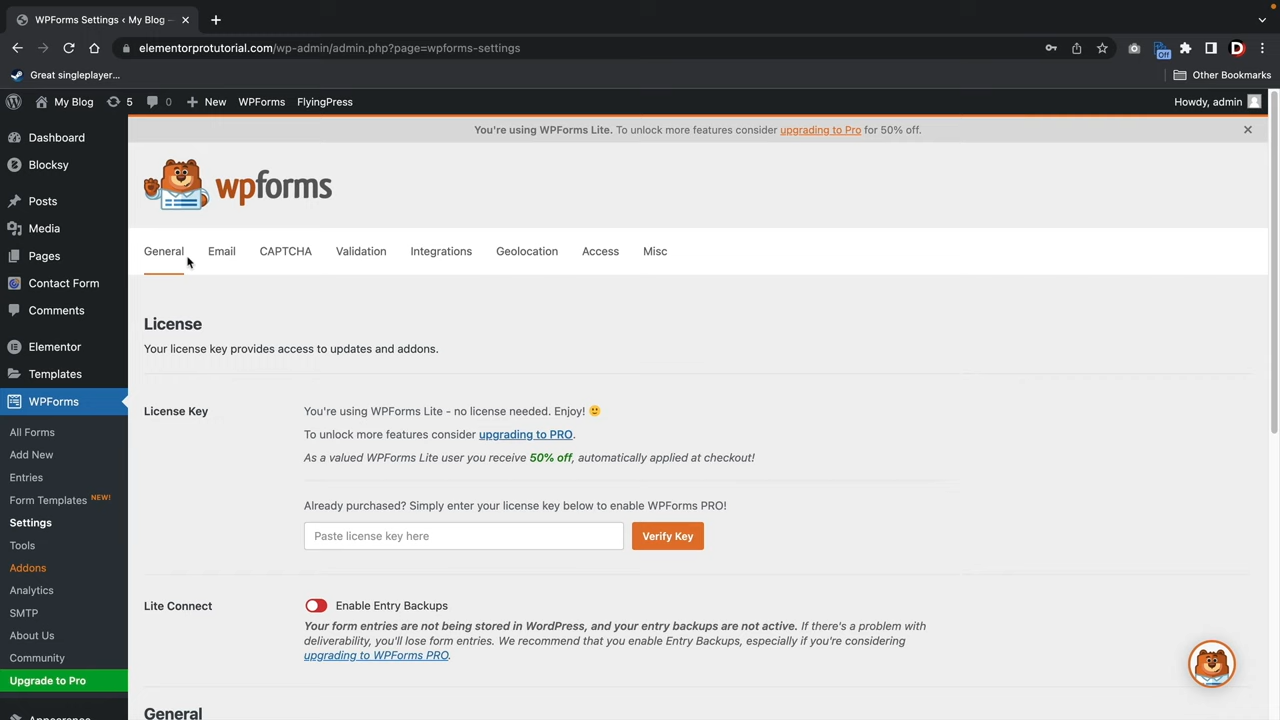 WPForms Settings ‹ My Blog –
elementorprotutorial.com/wp-admin/admin.php?page=wpforms-settings
Off
D
Great singleplayer...
Other Bookmarks
My Blog
5
0
New
WPForms
FlyingPress
Howdy, admin
Dashboard
Blocksy
Posts
Media
Pages
Contact Form
Comments
Elementor
Templates
WPForms
All Forms
Add New
Entries
Form Templates NEW!
Settings
Tools
Addons
Analytics
SMTP
About Us
Community
Upgrade to Pro
You're using WPForms Lite. To unlock more features consider upgrading to Pro for 50% off.
wpforms
General
Email
CAPTCHA
Validation
Integrations
Geolocation
Access
Misc
License
Your license key provides access to updates and addons.
License Key
You're using WPForms Lite - no license needed. Enjoy! 🙂
To unlock more features consider upgrading to PRO.
As a valued WPForms Lite user you receive 50% off, automatically applied at checkout!
Already purchased? Simply enter your license key below to enable WPForms PRO!
Paste license key here
Verify Key
Lite Connect
Enable Entry Backups
Your form entries are not being stored in WordPress, and your entry backups are not active. If there's a problem with
deliverability, you'll lose form entries. We recommend that you enable Entry Backups, especially if you're considering
upgrading to WPForms PRO.
General